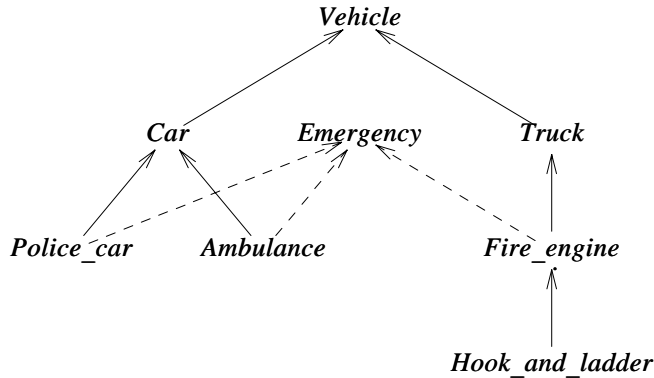 Vehicle
Car Emergency Truck
Police_car Ambulance Fire_engine
Hook_and_ladder